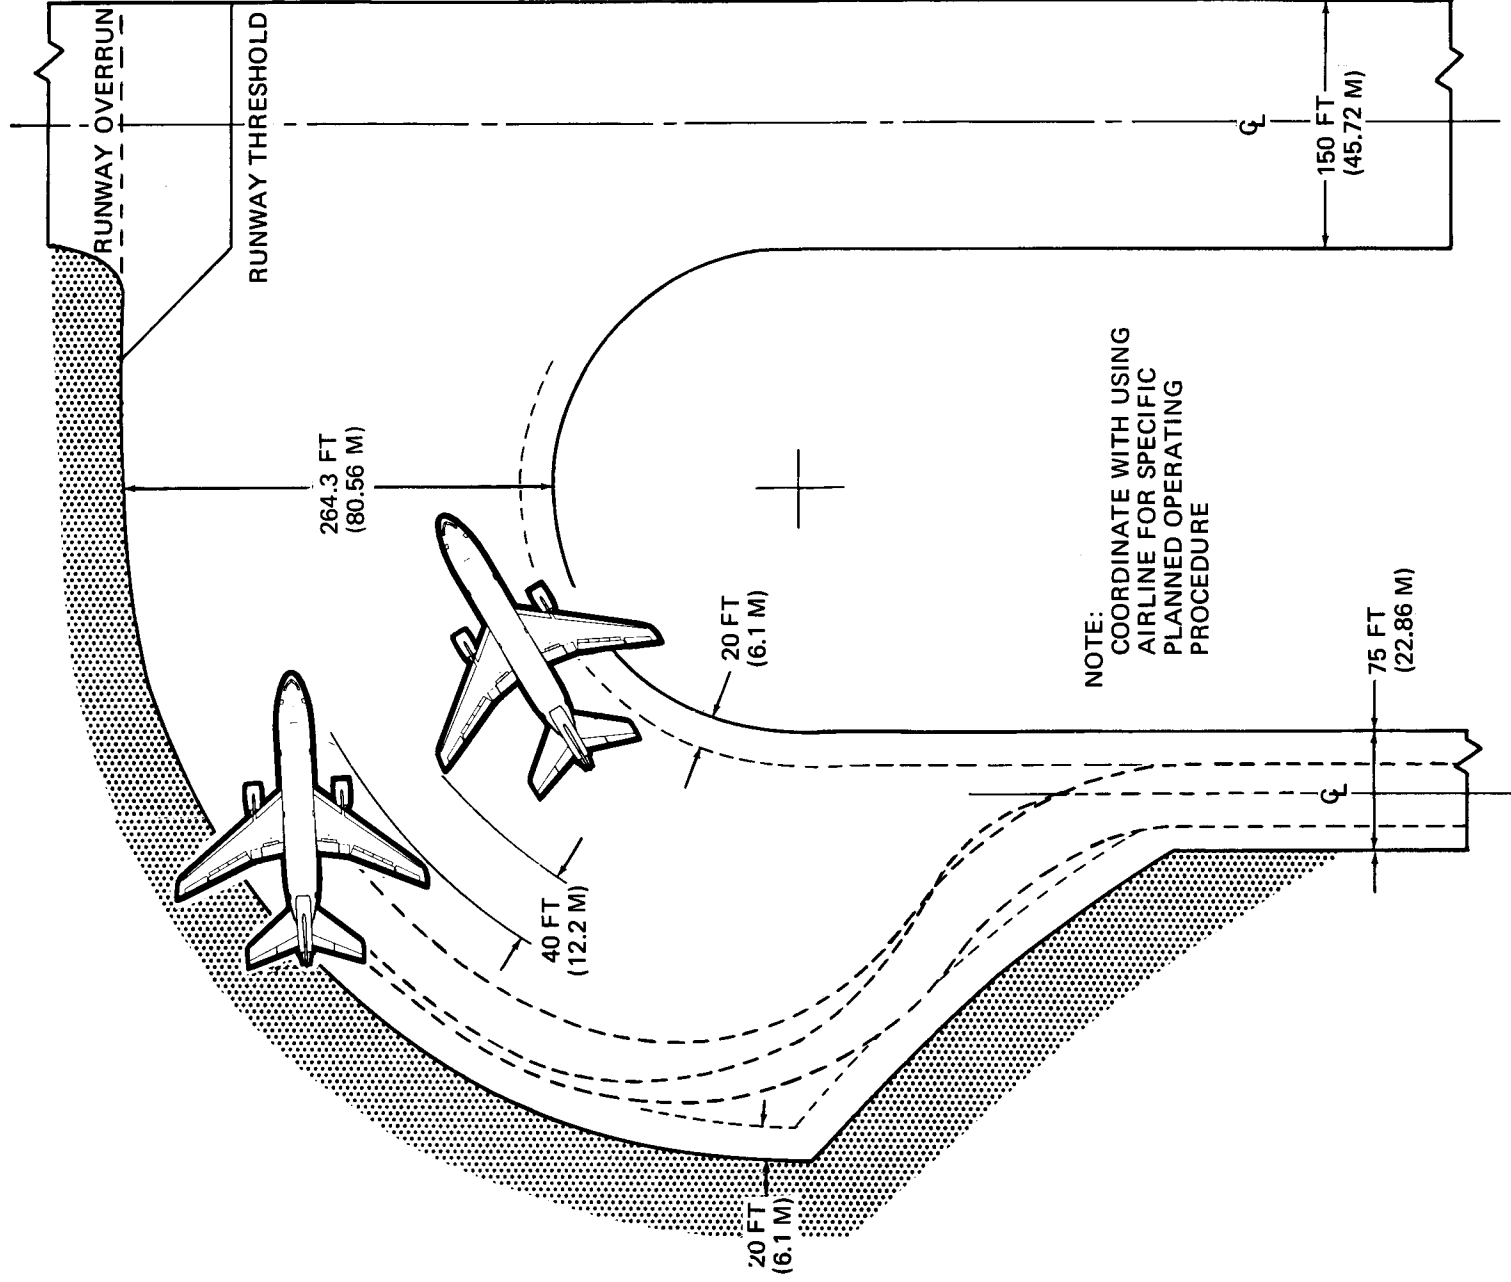 RUNWAY OVERRUN
RUNWAY THRESHOLD
264.3 FT
(80.56 M)
40 FT
(12.2 M)
20 FT
(6.1 M)
20 FT
(6.1 M)
NOTE:
COORDINATE WITH USING
AIRLINE FOR SPECIFIC
PLANNED OPERATING
PROCEDURE
℄
150 FT
(45.72 M)
75 FT
(22.86 M)
℄